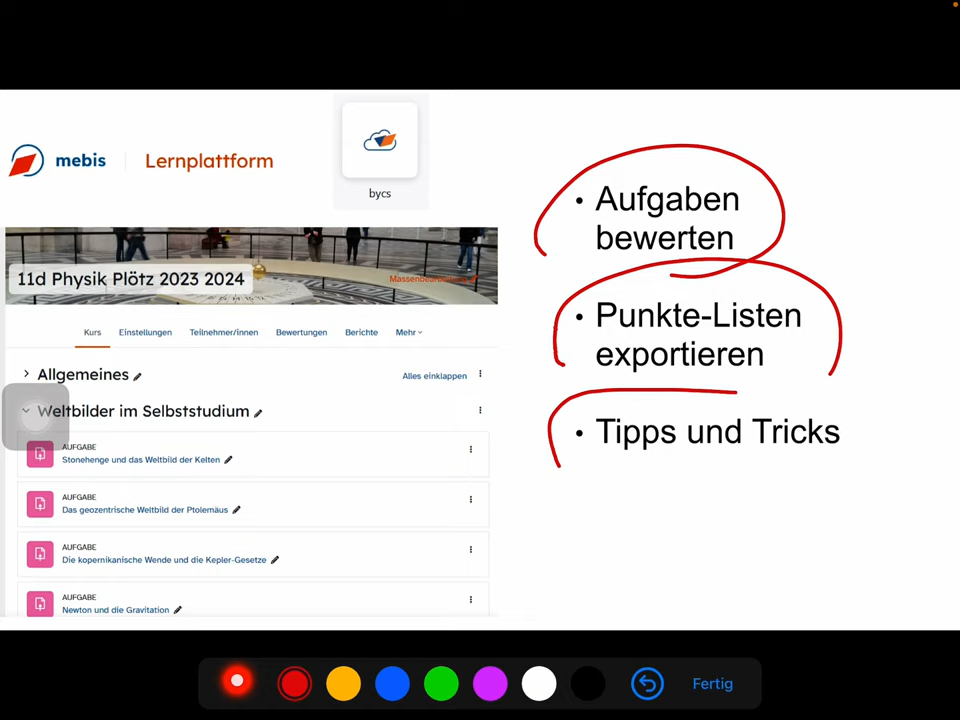 mebis
Lernplattform
bycs
11d Physik Plötz 2023 2024
Kurs
Einstellungen
Teilnehmer/innen
Bewertungen
Berichte
Mehr
Allgemeines
Alles einklappen
Weltbilder im Selbststudium
AUFGABE
Stonehenge und das Weltbild der Kelten
AUFGABE
Das geozentrische Weltbild der Ptolemäus
AUFGABE
Die kopernikanische Wende und die Kepler-Gesetze
AUFGABE
Newton und die Gravitation
• Aufgaben
bewerten
• Punkte-Listen
exportieren
• Tipps und Tricks
Fertig